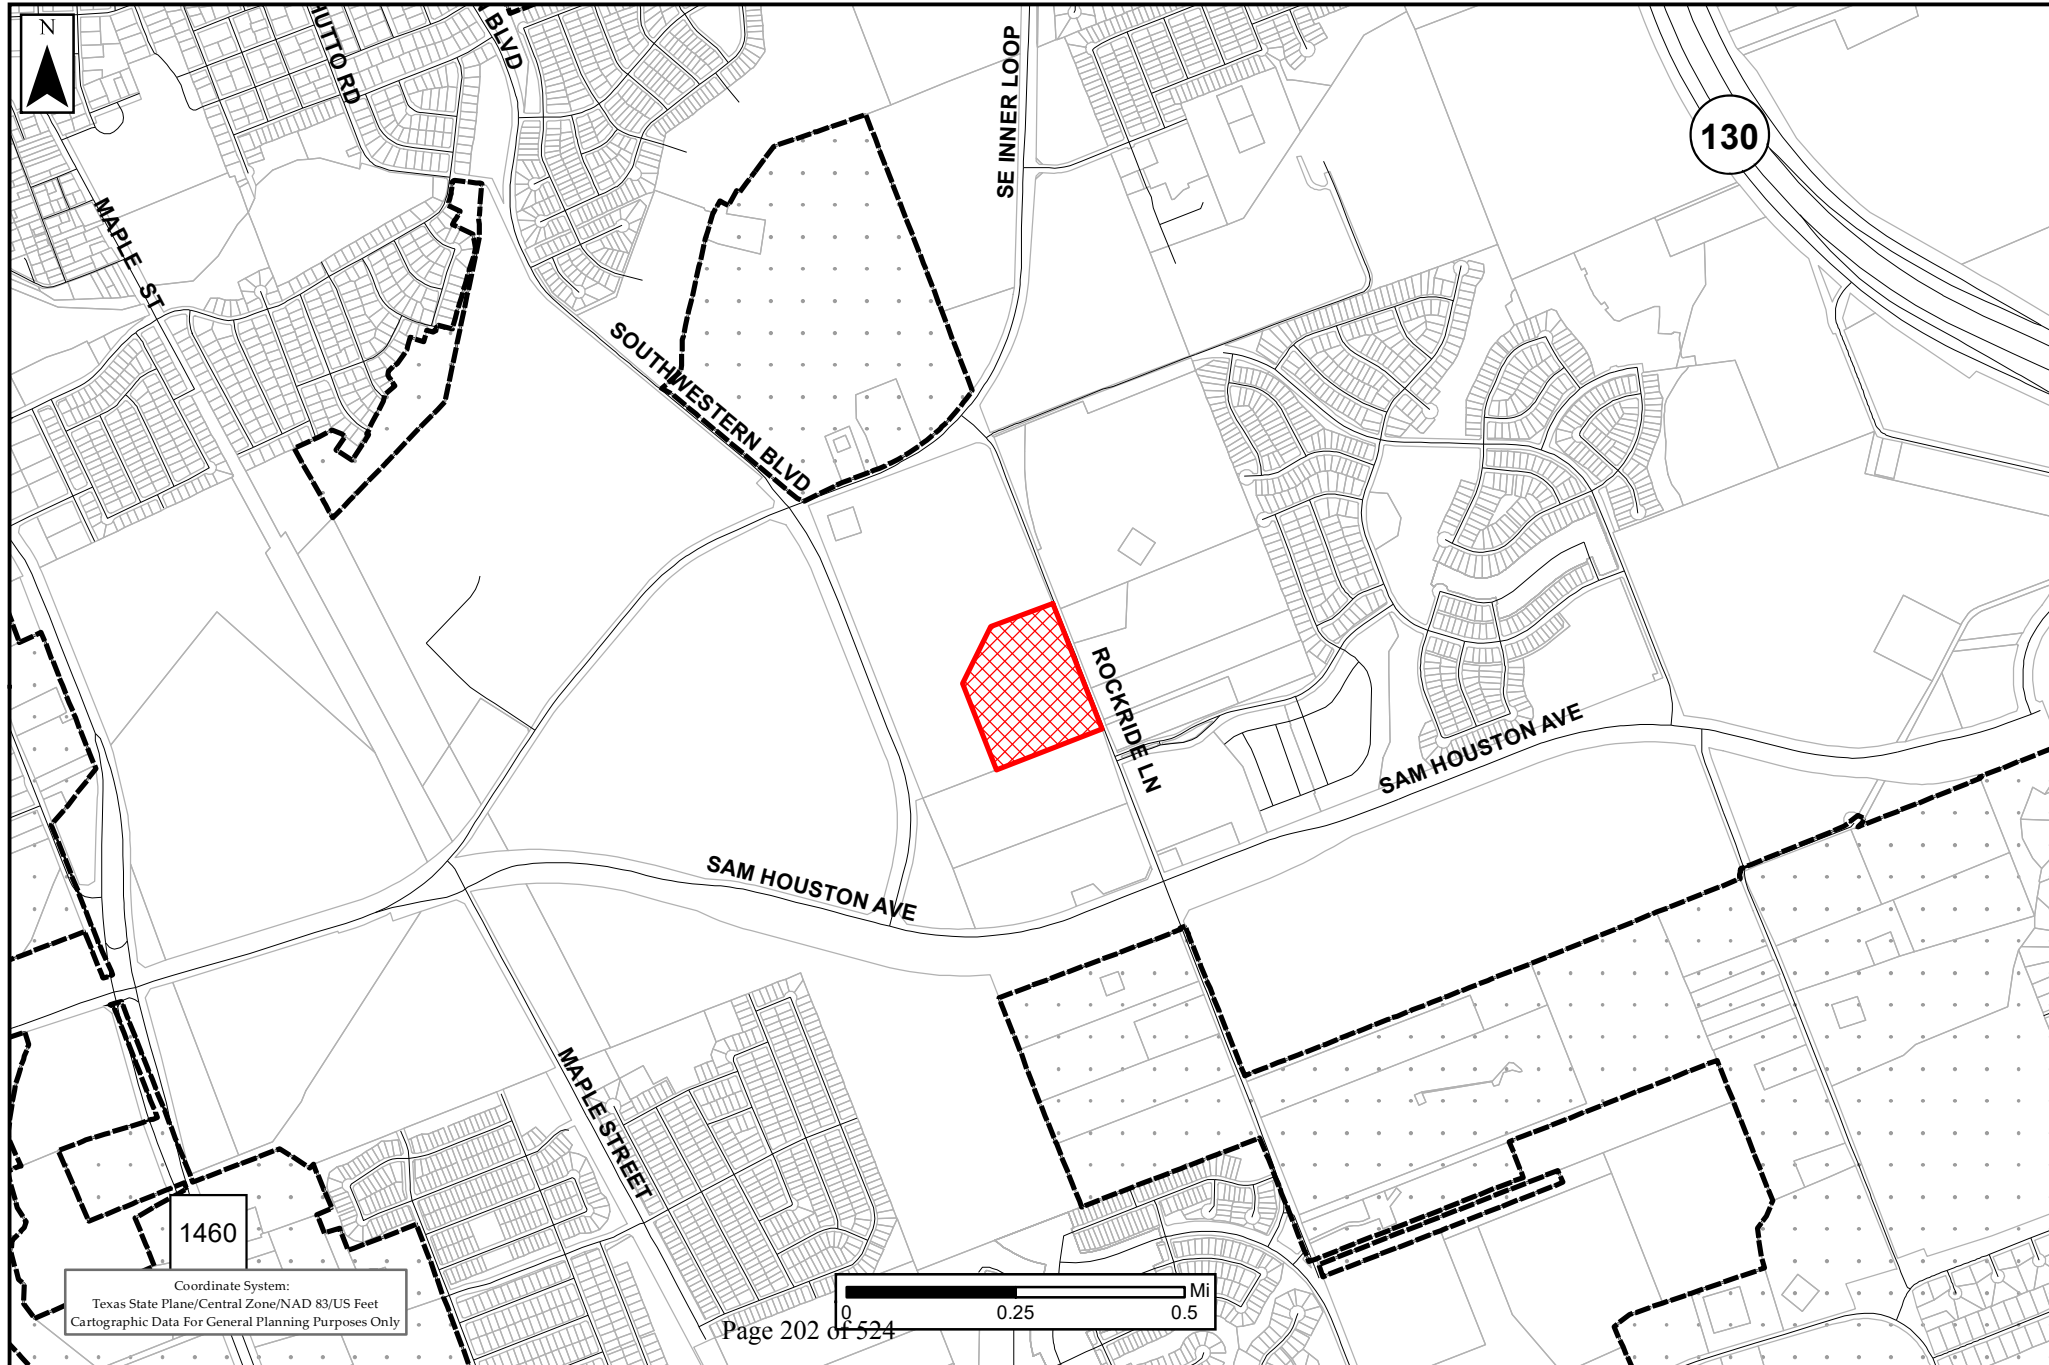 N
HUTTO RD
BLVD
SE INNER LOOP
130
MAPLE ST
SOUTHWESTERN BLVD
ROCKRIDE LN
SAM HOUSTON AVE
SAM HOUSTON AVE
MAPLE STREET
1460
Coordinate System:
Texas State Plane/Central Zone/NAD 83/US Feet
Cartographic Data For General Planning Purposes Only
0
0.25
0.5
Mi
Page 202 of 524